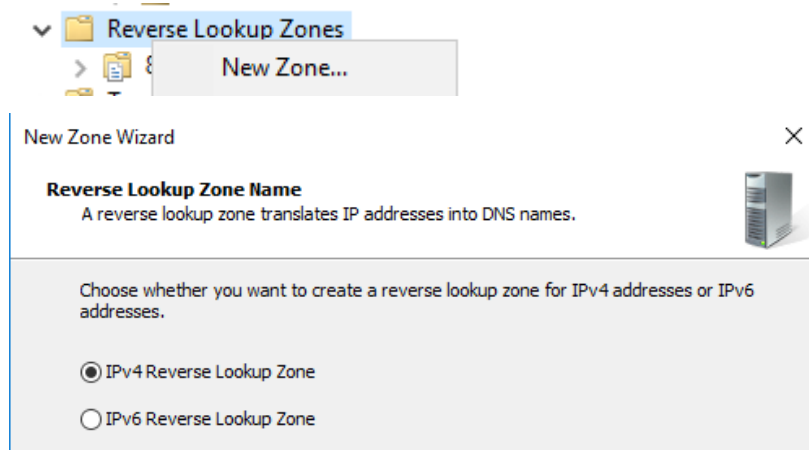 Reverse Lookup Zones
New Zone...
New Zone Wizard
Reverse Lookup Zone Name
A reverse lookup zone translates IP addresses into DNS names.
Choose whether you want to create a reverse lookup zone for IPv4 addresses or IPv6
addresses.
IPv4 Reverse Lookup Zone
IPv6 Reverse Lookup Zone